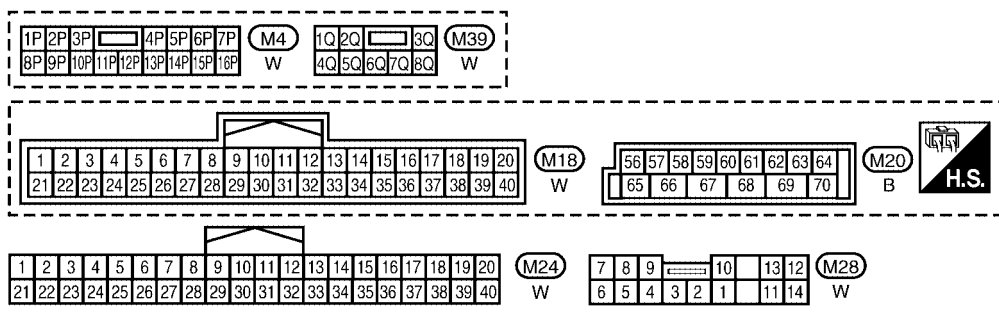 1P 2P 3P 4P 5P 6P 7P M4 1Q 2Q 3Q M39
8P 9P 10P 11P 12P 13P 14P 15P 16P W 4Q 5Q 6Q 7Q 8Q W
1 2 3 4 5 6 7 8 9 10 11 12 13 14 15 16 17 18 19 20 M18 56 57 58 59 60 61 62 63 64 M20
21 22 23 24 25 26 27 28 29 30 31 32 33 34 35 36 37 38 39 40 W 65 66 67 68 69 70 B H.S.
1 2 3 4 5 6 7 8 9 10 11 12 13 14 15 16 17 18 19 20 M24 7 8 9 10 13 12 M28
21 22 23 24 25 26 27 28 29 30 31 32 33 34 35 36 37 38 39 40 W 6 5 4 3 2 1 11 14 W